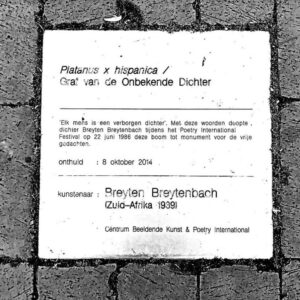 Platanus x hispanica /
Graf van de Onbekende Dichter
'Elk mens is een verborgen dichter'. Met deze woorden doopte
dichter Breyten Breytenbach tijdens het Poetry International
Festival op 22 juni 1986 deze boom tot monument voor de vrije
gedachten.
onthuld : 8 oktober 2014
kunstenaar : Breyten Breytenbach
(Zuid-Afrika 1939)
Centrum Beeldende Kunst & Poetry International